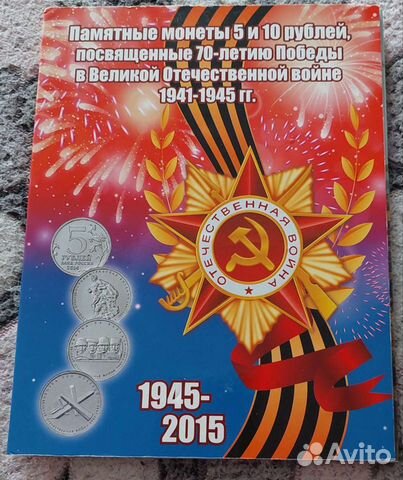 Памятные монеты 5 и 10 рублей,
посвященные 70-летию Победы
в Великой Отечественной войне
1941-1945 гг.
5
РУБЛЕЙ
ОТЕЧЕСТВЕННАЯ ВОЙНА
1945-
2015
Avito